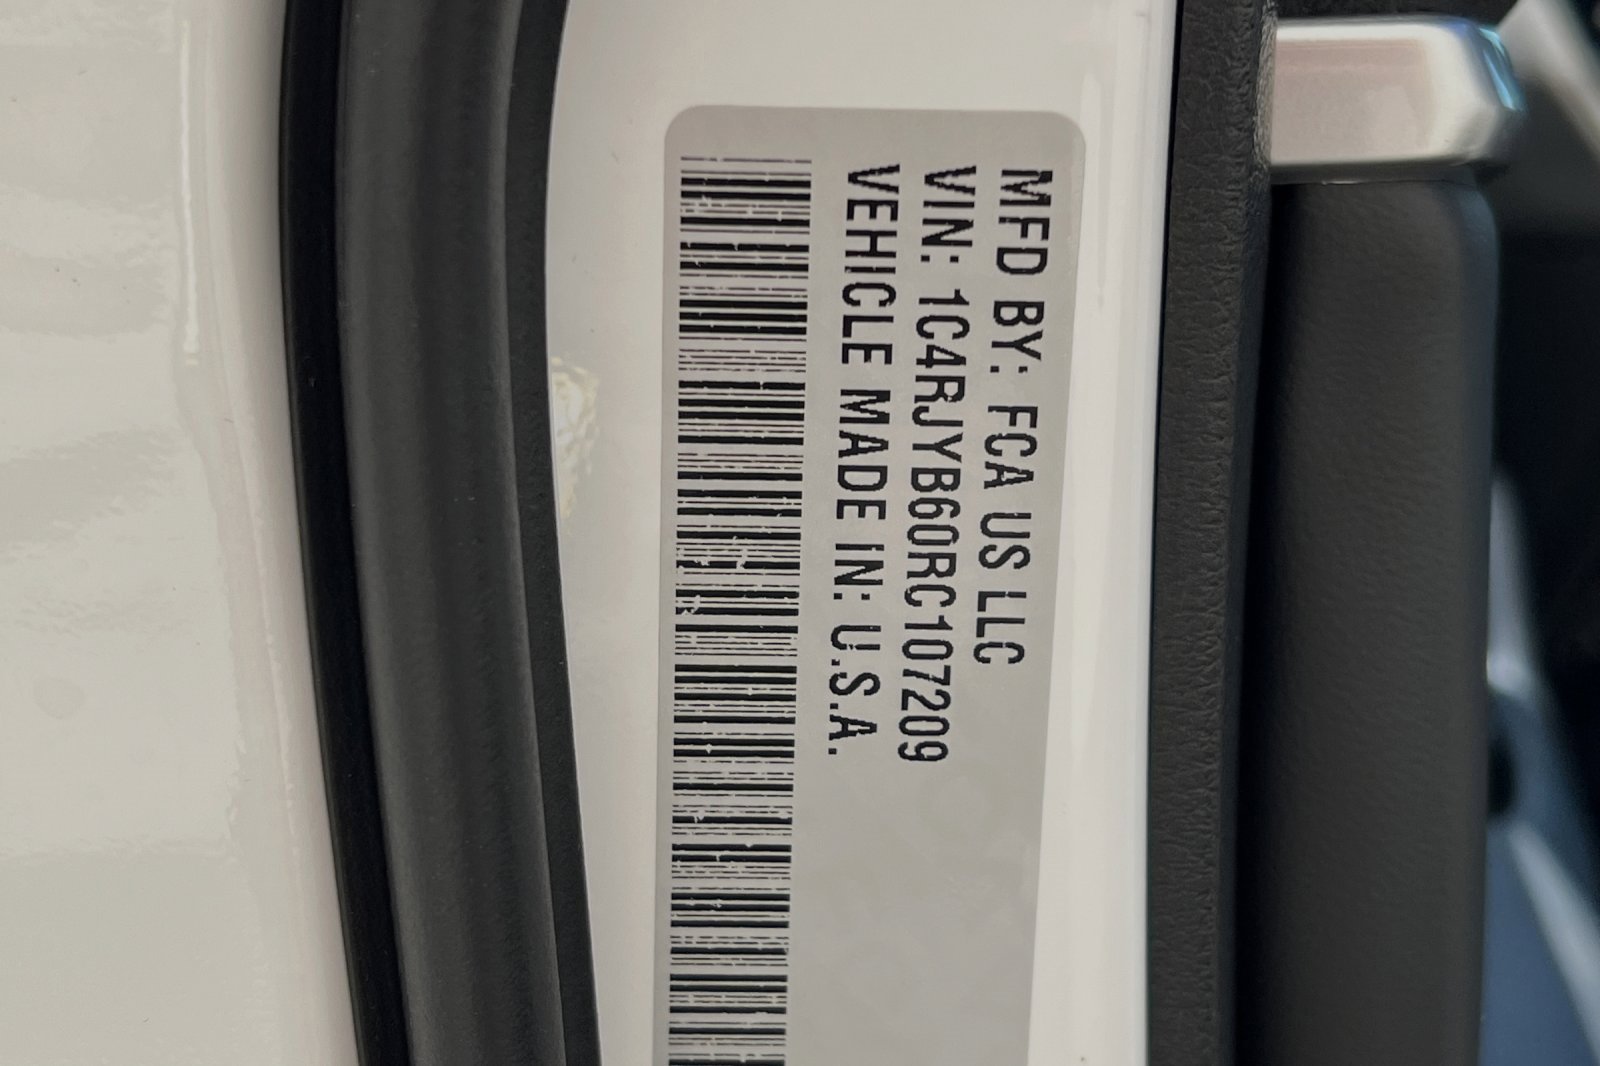 MFD BY: FCA US LLC
VIN: 1C4RJYB60RC107209
VEHICLE MADE IN: U.S.A.